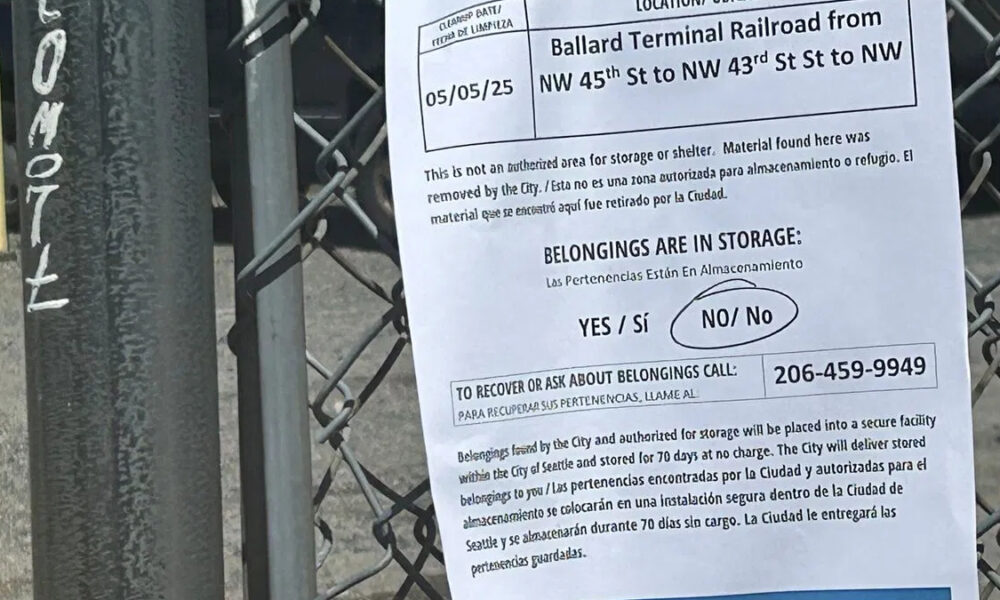 CLEANUP DATE/
FECHA DE LIMPIEZA
05/05/25
LOCATION/
Ballard Terminal Railroad from
NW 45th St to NW 43rd St St to NW
This is not an authorized area for storage or shelter. Material found here was
removed by the City. / Esta no es una zona autorizada para almacenamiento o refugio. El
material que se encontró aquí fue retirado por la Ciudad.
BELONGINGS ARE IN STORAGE:
Las Pertenencias Están En Almacenamiento
YES / Sí NO/ No
TO RECOVER OR ASK ABOUT BELONGINGS CALL:
PARA RECUPERAR SUS PERTENENCIAS, LLAME AL:
206-459-9949
Belongings found by the City and authorized for storage will be placed into a secure facility
within the City of Seattle and stored for 70 days at no charge. The City will deliver stored
belongings to you / Las pertenencias encontradas por la Ciudad y autorizadas para el
almacenamiento se colocarán en una instalación segura dentro de la Ciudad de
Seattle y se almacenarán durante 70 días sin cargo. La Ciudad le entregará las
pertenencias guardadas.